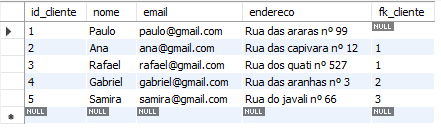 id_cliente nome email endereco fk_cliente
1 Paulo paulo@gmail.com Rua das araras nº 99 NULL
2 Ana ana@gmail.com Rua das capivara nº 12 1
3 Rafael rafael@gmail.com Rua dos quati nº 527 1
4 Gabriel gabriel@gmail.com Rua das aranhas nº 3 2
5 Samira samira@gmail.com Rua do javali nº 66 3
NULL NULL NULL NULL NULL